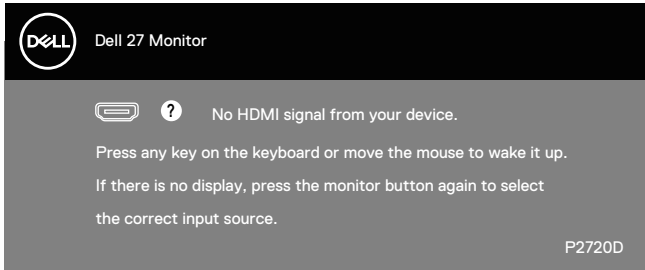 DELL
Dell 27 Monitor
? No HDMI signal from your device.
Press any key on the keyboard or move the mouse to wake it up.
If there is no display, press the monitor button again to select
the correct input source.
P2720D